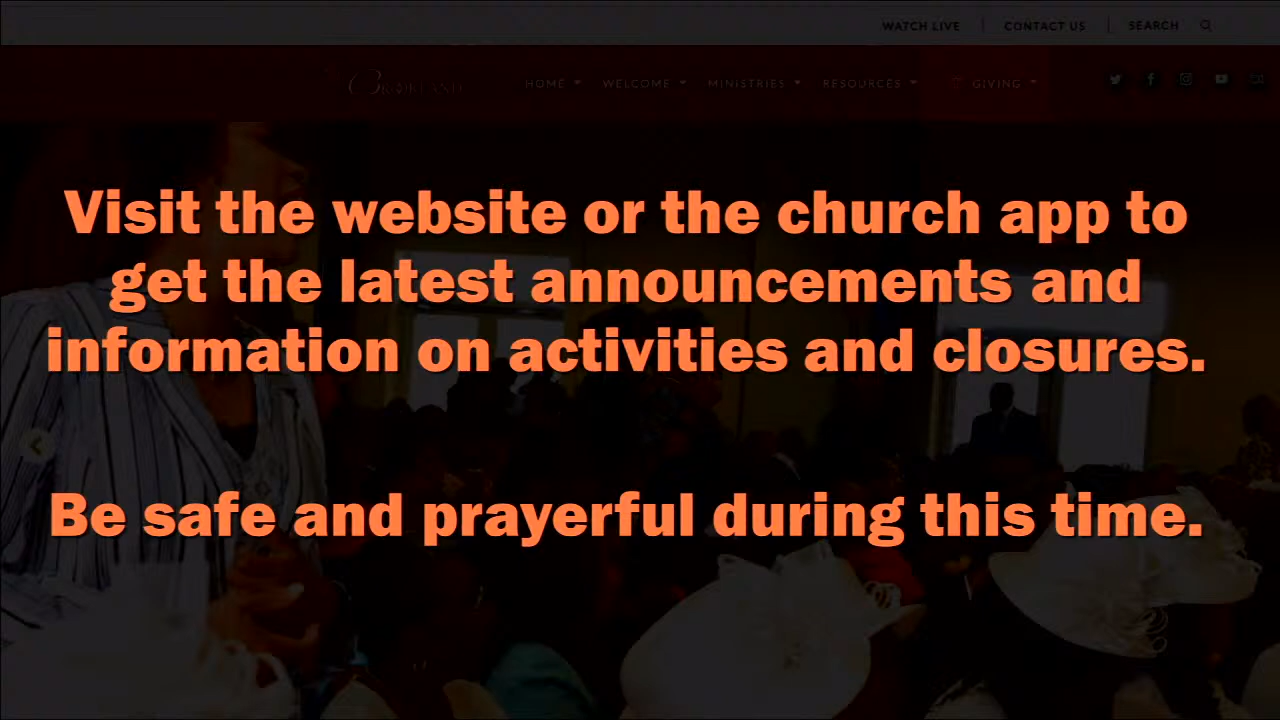 WATCH LIVE | CONTACT US | SEARCH
BROOKLAND HOME WELCOME MINISTRIES RESOURCES GIVING
Visit the website or the church app to
get the latest announcements and
information on activities and closures.
Be safe and prayerful during this time.